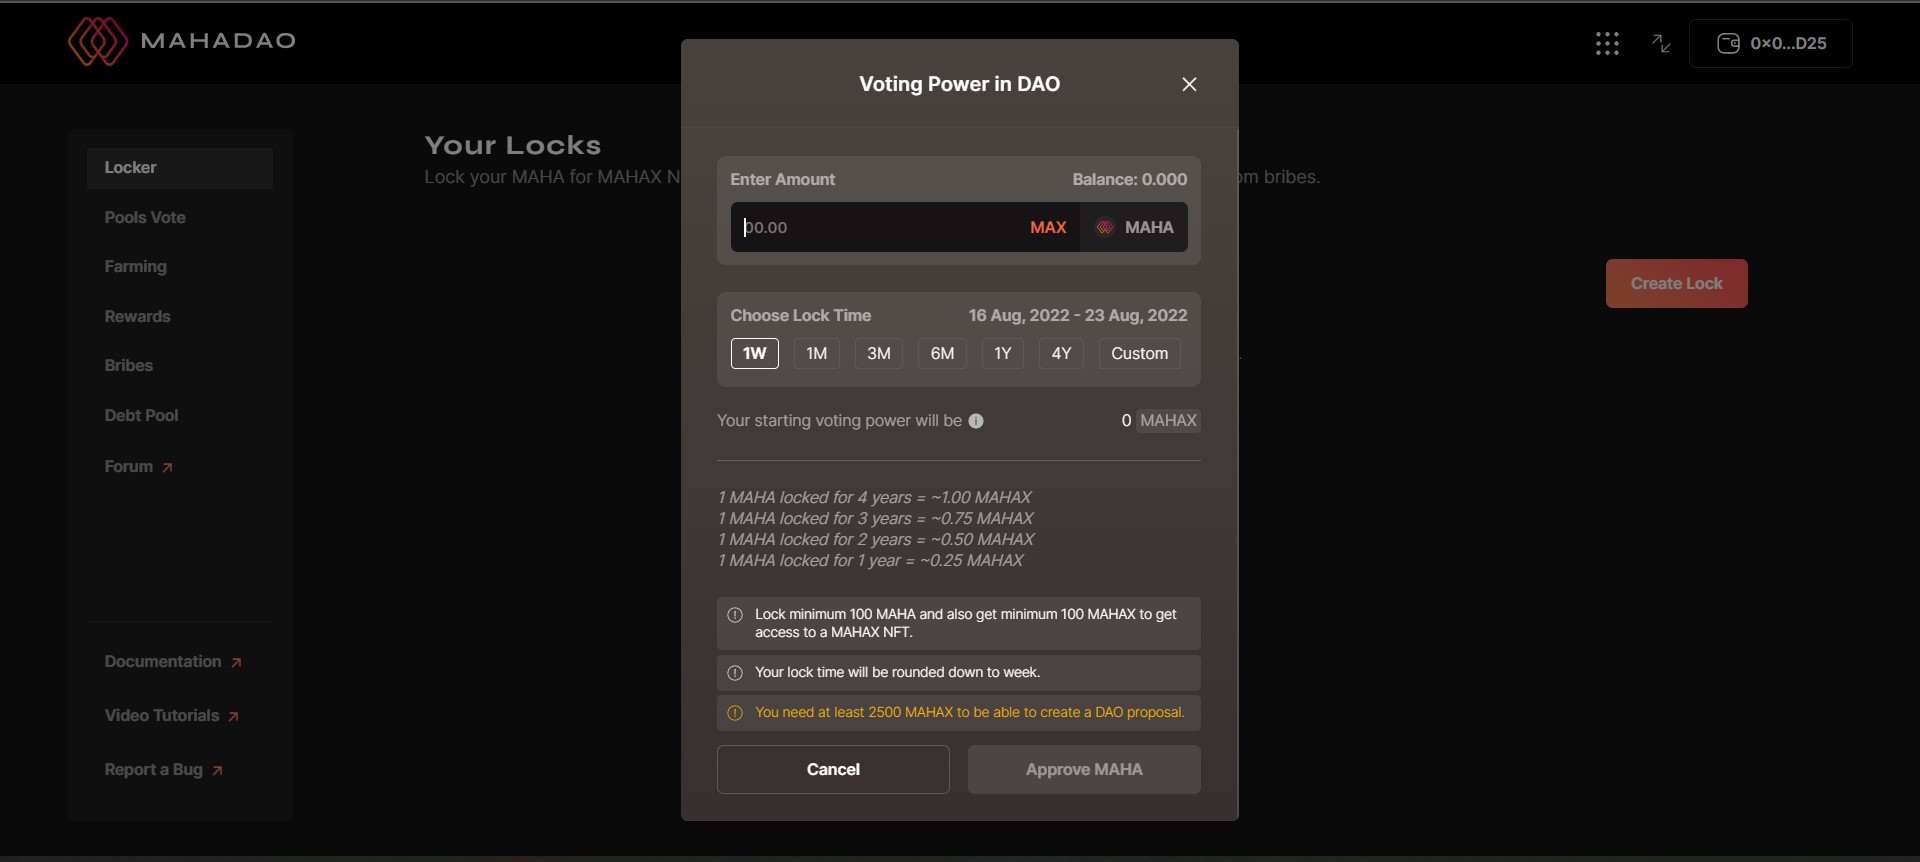 MAHADAO
0×0...D25
Locker
Pools Vote
Farming
Rewards
Bribes
Debt Pool
Forum
Documentation
Video Tutorials
Report a Bug
Your Locks
Lock your MAHA for MAHAX N
om bribes.
Create Lock
Voting Power in DAO
Enter Amount
Balance: 0.000
00.00
MAX
MAHA
Choose Lock Time
16 Aug, 2022 - 23 Aug, 2022
1W 1M 3M 6M 1Y 4Y Custom
Your starting voting power will be
0 MAHAX
1 MAHA locked for 4 years = ~1.00 MAHAX
1 MAHA locked for 3 years = ~0.75 MAHAX
1 MAHA locked for 2 years = ~0.50 MAHAX
1 MAHA locked for 1 year = ~0.25 MAHAX
Lock minimum 100 MAHA and also get minimum 100 MAHAX to get
access to a MAHAX NFT.
Your lock time will be rounded down to week.
You need at least 2500 MAHAX to be able to create a DAO proposal.
Cancel
Approve MAHA